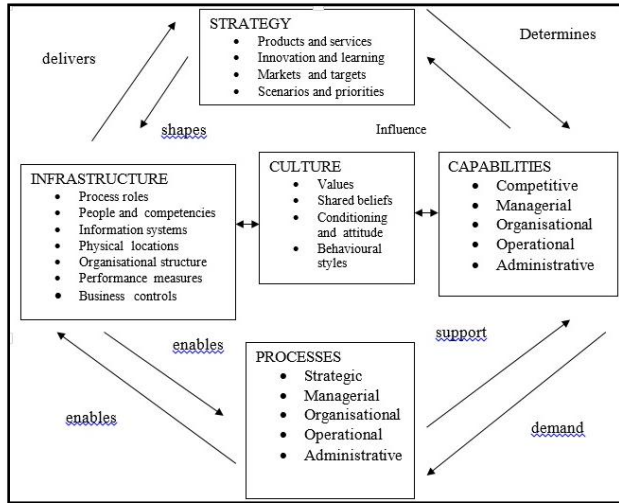 STRATEGY
• Products and services
• Innovation and learning
• Markets and targets
• Scenarios and priorities
delivers
Determines
shapes
Influence
INFRASTRUCTURE
• Process roles
• People and competencies
• Information systems
• Physical locations
• Organisational structure
• Performance measures
• Business controls
CULTURE
• Values
• Shared beliefs
• Conditioning
and attitude
• Behavioural
styles
CAPABILITIES
• Competitive
• Managerial
• Organisational
• Operational
• Administrative
enables
support
PROCESSES
• Strategic
• Managerial
• Organisational
• Operational
• Administrative
enables
demand